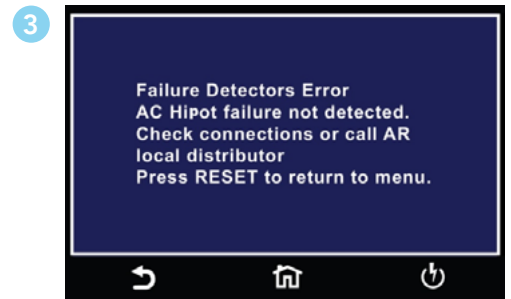 3
Failure Detectors Error
AC Hipot failure not detected.
Check connections or call AR
local distributor
Press RESET to return to menu.